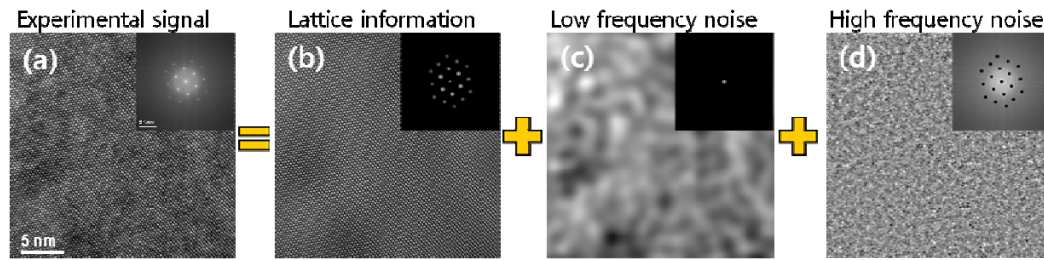 Experimental signal
Lattice information
Low frequency noise
High frequency noise
(a)
(b)
(c)
(d)
5 nm